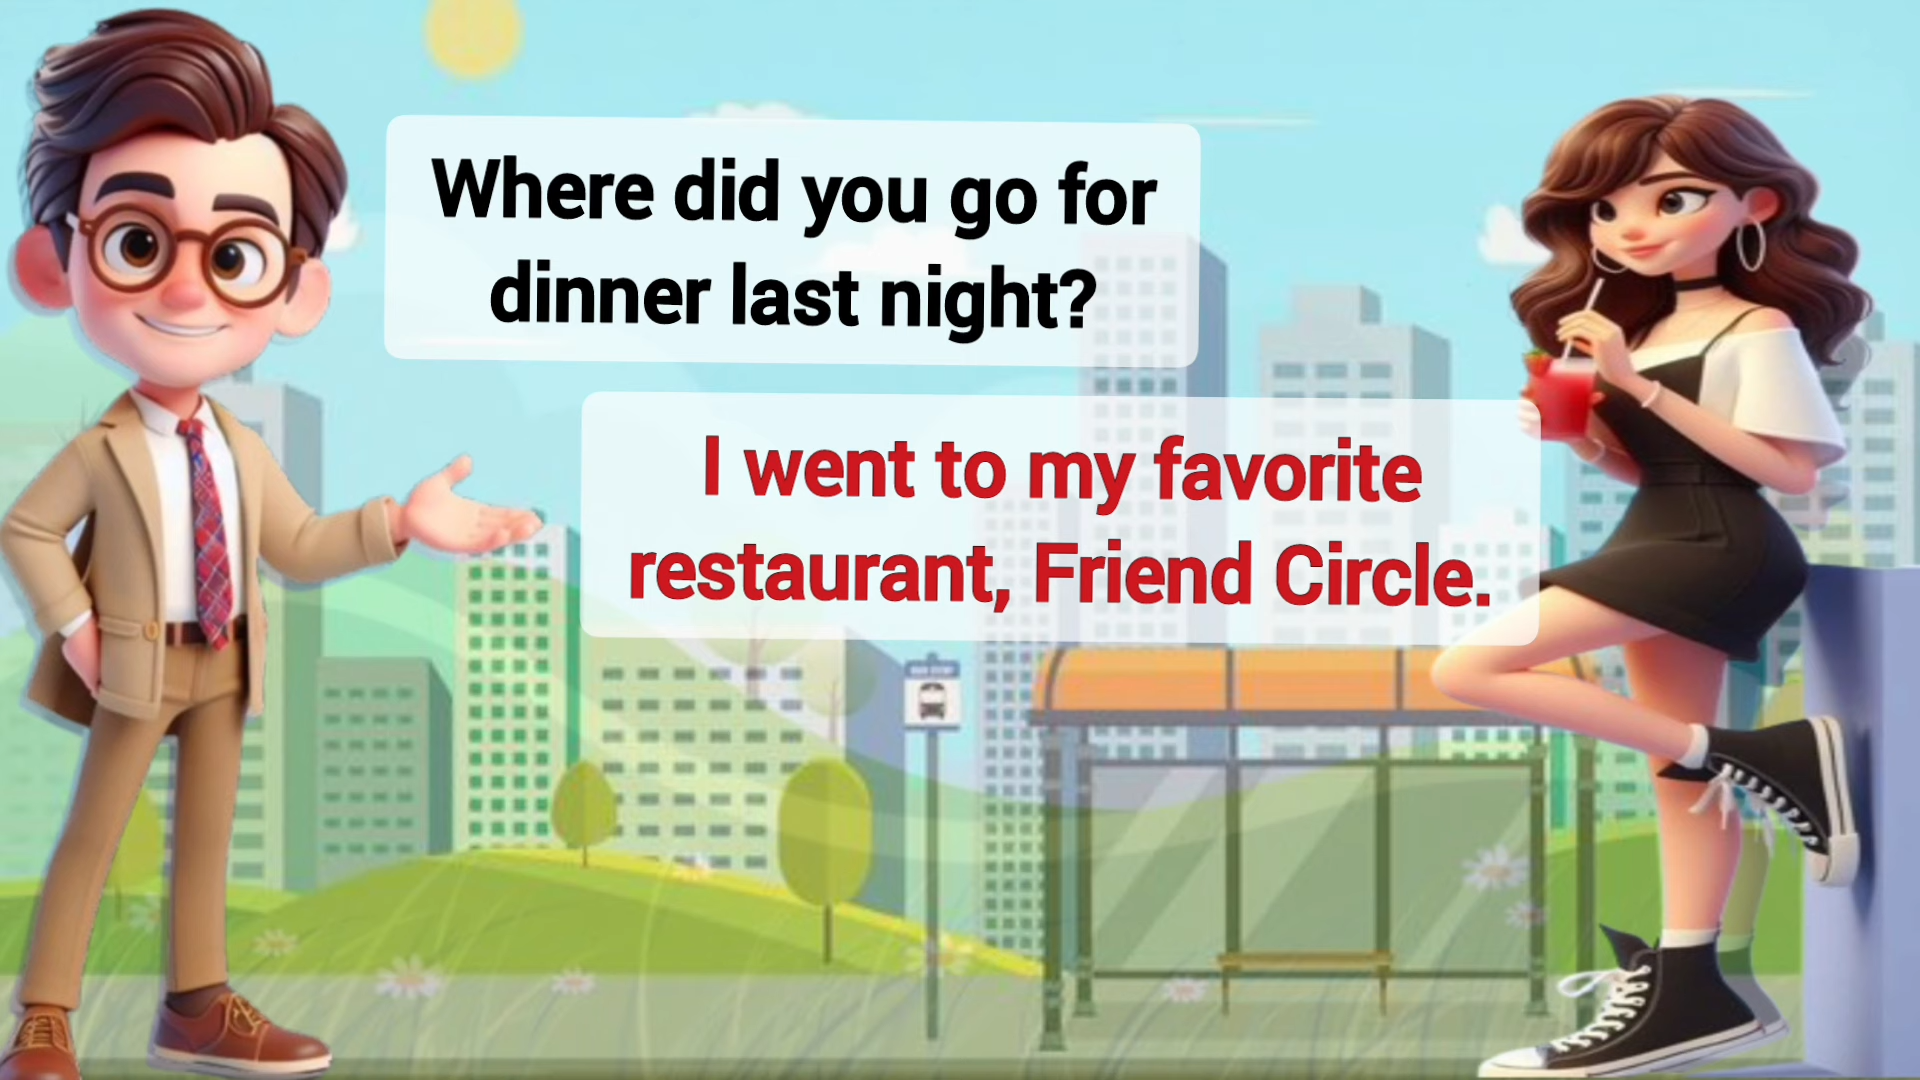 Where did you go for
dinner last night?
I went to my favorite
restaurant, Friend Circle.